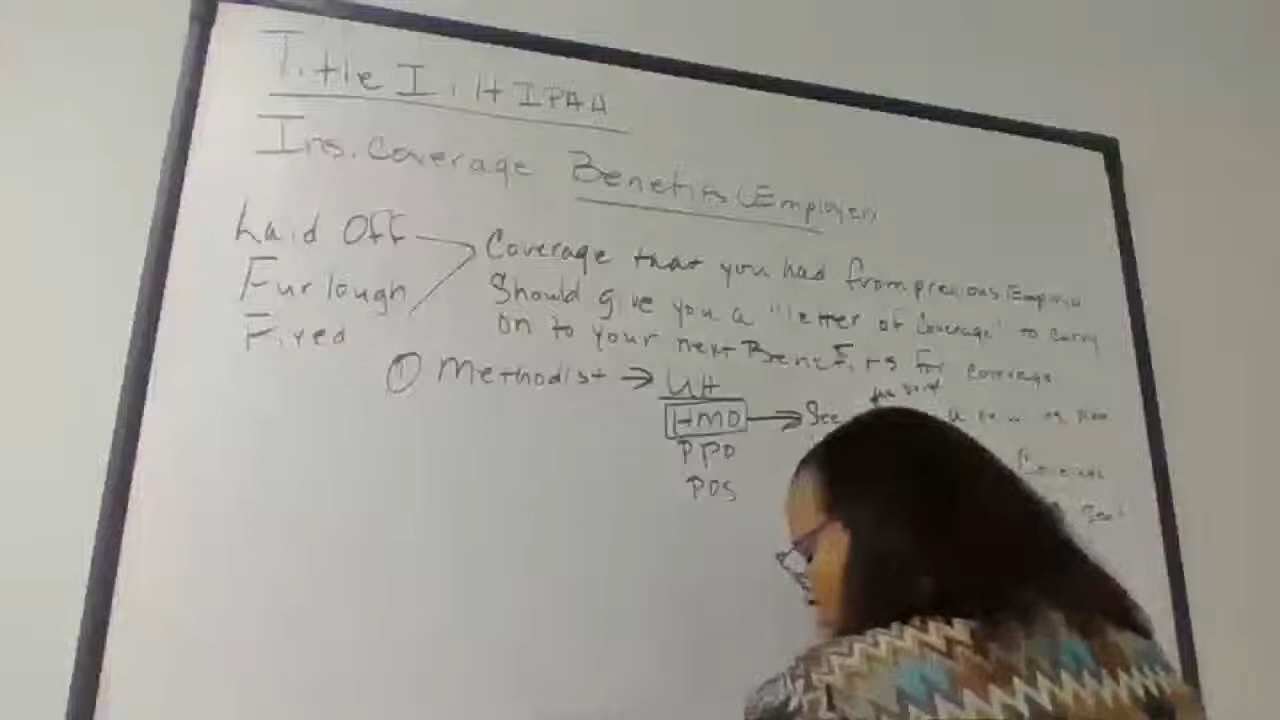 Title I: HIPAA
Ins. Coverage Benefits (Employer)
Laid Off
Furlough
Fired
Coverage that you had from previous
Should give you a "letter of Coverage" to carry
on to your next Benefits for coverage
① Methodist → UH
HMO → See
PPO
POS